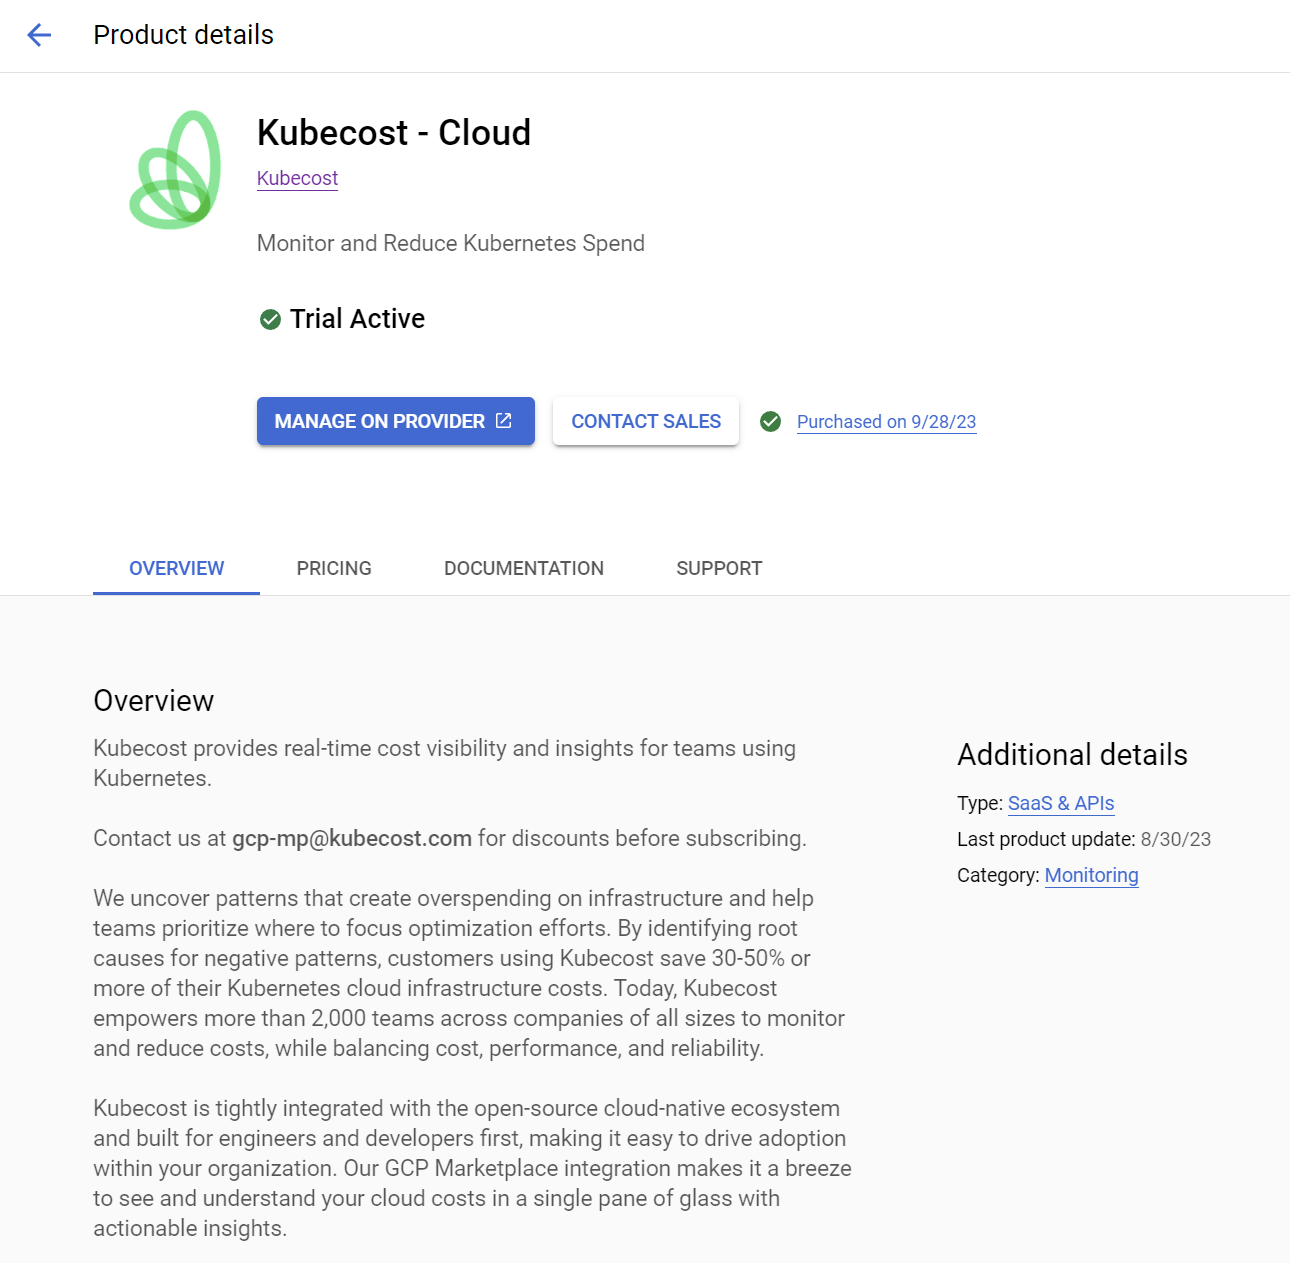 Product details
Kubecost - Cloud
Kubecost
Monitor and Reduce Kubernetes Spend
Trial Active
MANAGE ON PROVIDER
CONTACT SALES
Purchased on 9/28/23
OVERVIEW
PRICING
DOCUMENTATION
SUPPORT
Overview
Kubecost provides real-time cost visibility and insights for teams using
Kubernetes.
Contact us at gcp-mp@kubecost.com for discounts before subscribing.
We uncover patterns that create overspending on infrastructure and help
teams prioritize where to focus optimization efforts. By identifying root
causes for negative patterns, customers using Kubecost save 30-50% or
more of their Kubernetes cloud infrastructure costs. Today, Kubecost
empowers more than 2,000 teams across companies of all sizes to monitor
and reduce costs, while balancing cost, performance, and reliability.
Kubecost is tightly integrated with the open-source cloud-native ecosystem
and built for engineers and developers first, making it easy to drive adoption
within your organization. Our GCP Marketplace integration makes it a breeze
to see and understand your cloud costs in a single pane of glass with
actionable insights.
Additional details
Type: SaaS & APIs
Last product update: 8/30/23
Category: Monitoring